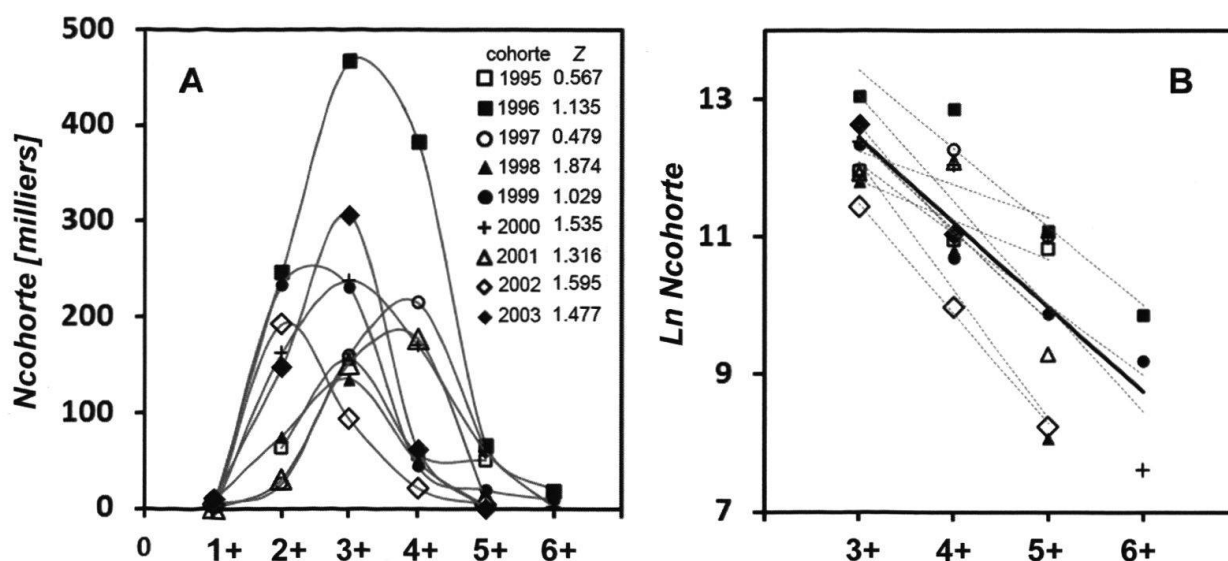 500
400
300
200
100
0
Ncohorte [milliers]
A
cohorte Z
1995 0.567
1996 1.135
1997 0.479
1998 1.874
1999 1.029
2000 1.535
2001 1.316
2002 1.595
2003 1.477
0 1+ 2+ 3+ 4+ 5+ 6+
13
11
9
7
Ln Ncohorte
B
3+ 4+ 5+ 6+